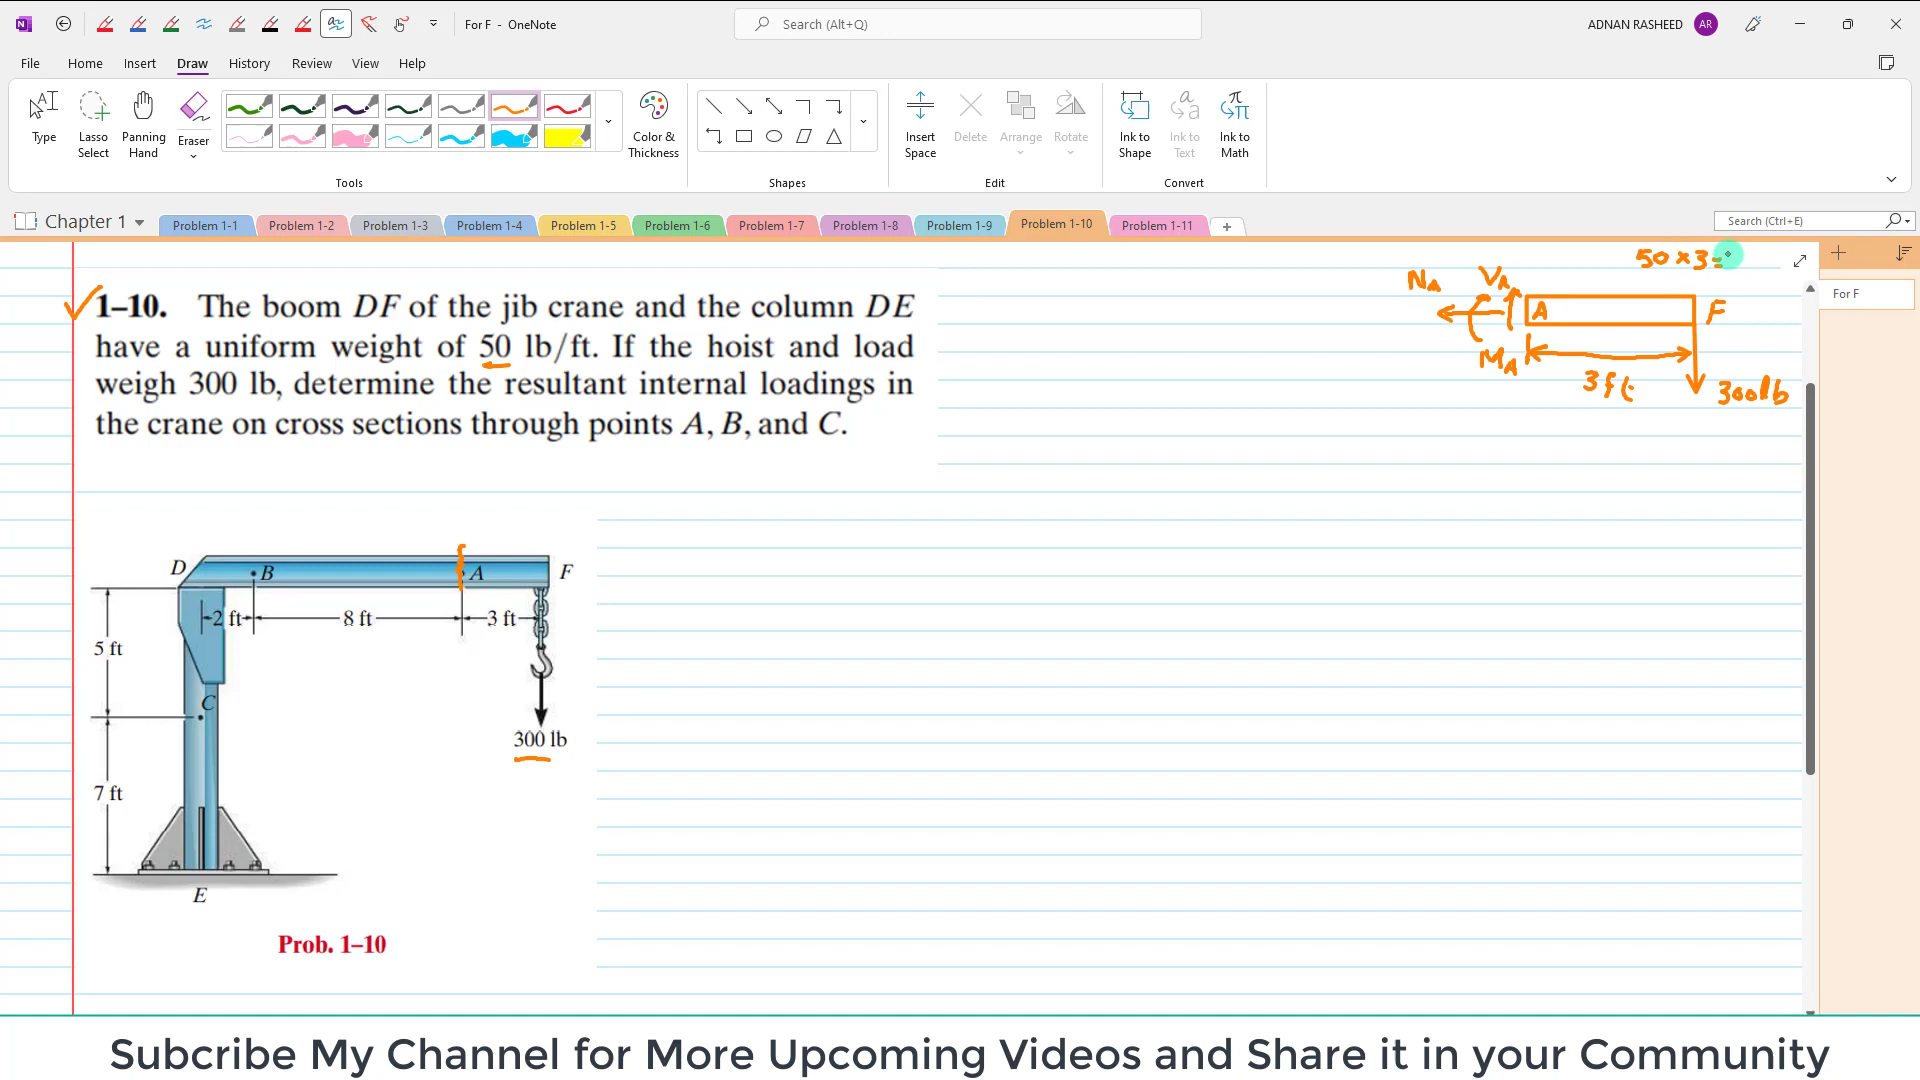 For F - OneNote
Search (Alt+Q)
ADNAN RASHEED
AR
File Home Insert Draw History Review View Help
Type
Lasso Select
Panning Hand
Eraser
Color & Thickness
Insert Space
Delete
Arrange
Rotate
Ink to Shape
Ink to Text
Ink to Math
Tools
Shapes
Edit
Convert
Chapter 1
Problem 1-1
Problem 1-2
Problem 1-3
Problem 1-4
Problem 1-5
Problem 1-6
Problem 1-7
Problem 1-8
Problem 1-9
Problem 1-10
Problem 1-11
Search (Ctrl+E)
For F
1–10. The boom DF of the jib crane and the column DE
have a uniform weight of 50 lb/ft. If the hoist and load
weigh 300 lb, determine the resultant internal loadings in
the crane on cross sections through points A, B, and C.
50 × 3 =
N_A
V_A
A
F
M_A
3 ft
300lb
D
B
A
F
2 ft
8 ft
3 ft
5 ft
C
300 lb
7 ft
E
Prob. 1–10
Subcribe My Channel for More Upcoming Videos and Share it in your Community